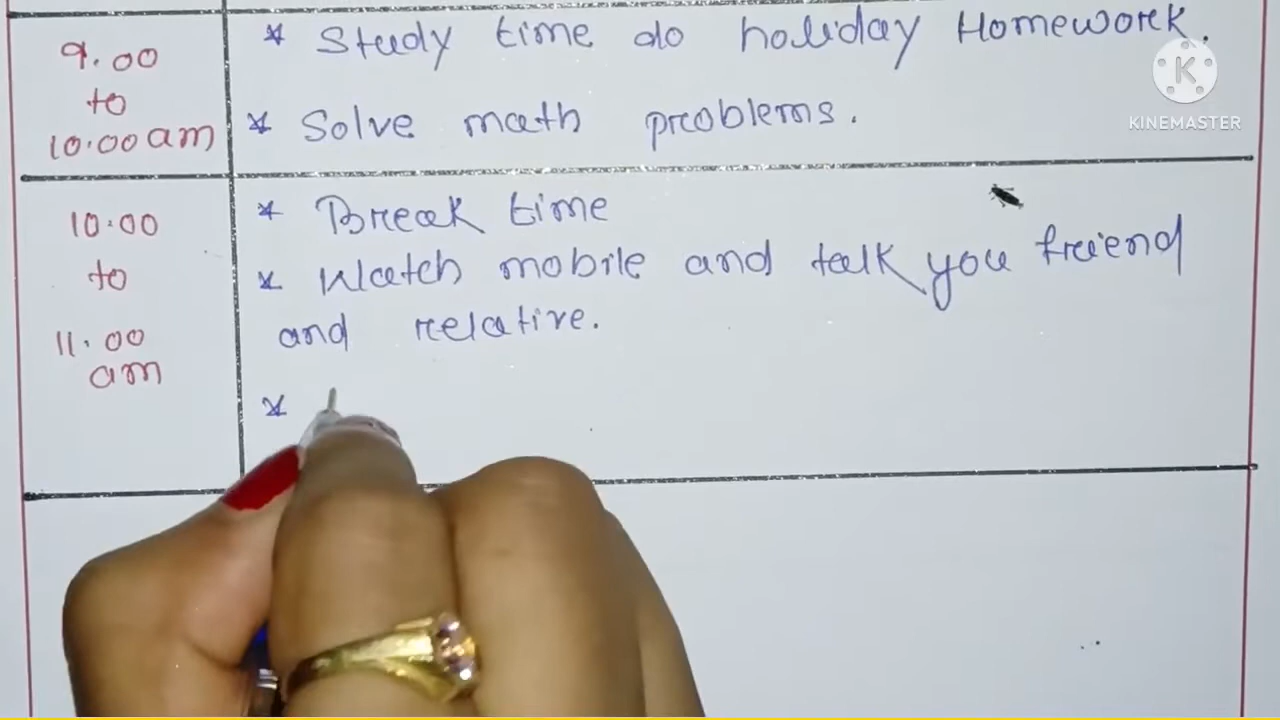 9.00
to
10.00 am
* Study time do holiday Homework.
* Solve math problems.
10.00
to
11.00
am
* Break time
* Watch mobile and talk you friend
and relative.
*
K
KINEMASTER